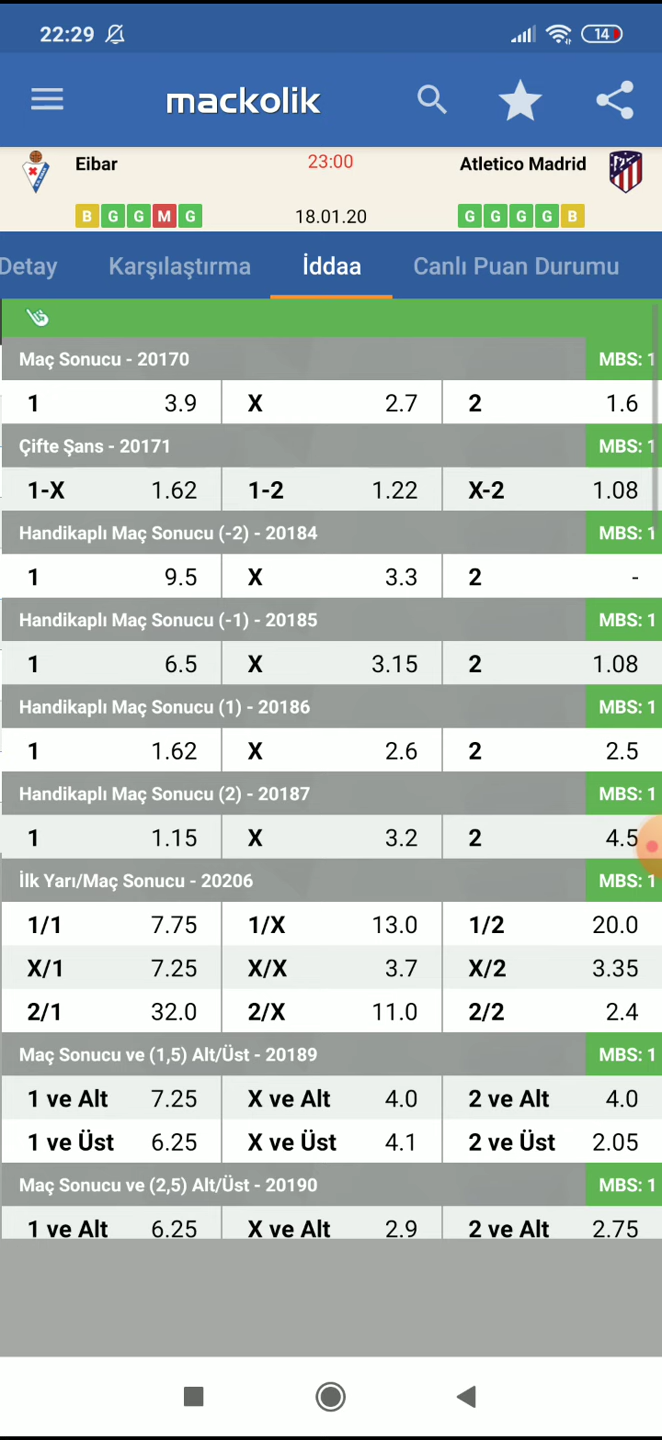 22:29 14
mackolik
Eibar 23:00 Atletico Madrid
B G G M G 18.01.20 G G G G B
Detay Karşılaştırma İddaa Canlı Puan Durumu
Maç Sonucu - 20170 MBS: 1
1 3.9 X 2.7 2 1.6
Çifte Şans - 20171 MBS: 1
1-X 1.62 1-2 1.22 X-2 1.08
Handikaplı Maç Sonucu (-2) - 20184 MBS: 1
1 9.5 X 3.3 2 -
Handikaplı Maç Sonucu (-1) - 20185 MBS: 1
1 6.5 X 3.15 2 1.08
Handikaplı Maç Sonucu (1) - 20186 MBS: 1
1 1.62 X 2.6 2 2.5
Handikaplı Maç Sonucu (2) - 20187 MBS: 1
1 1.15 X 3.2 2 4.5
İlk Yarı/Maç Sonucu - 20206 MBS: 1
1/1 7.75 1/X 13.0 1/2 20.0
X/1 7.25 X/X 3.7 X/2 3.35
2/1 32.0 2/X 11.0 2/2 2.4
Maç Sonucu ve (1,5) Alt/Üst - 20189 MBS: 1
1 ve Alt 7.25 X ve Alt 4.0 2 ve Alt 4.0
1 ve Üst 6.25 X ve Üst 4.1 2 ve Üst 2.05
Maç Sonucu ve (2,5) Alt/Üst - 20190 MBS: 1
1 ve Alt 6.25 X ve Alt 2.9 2 ve Alt 2.75